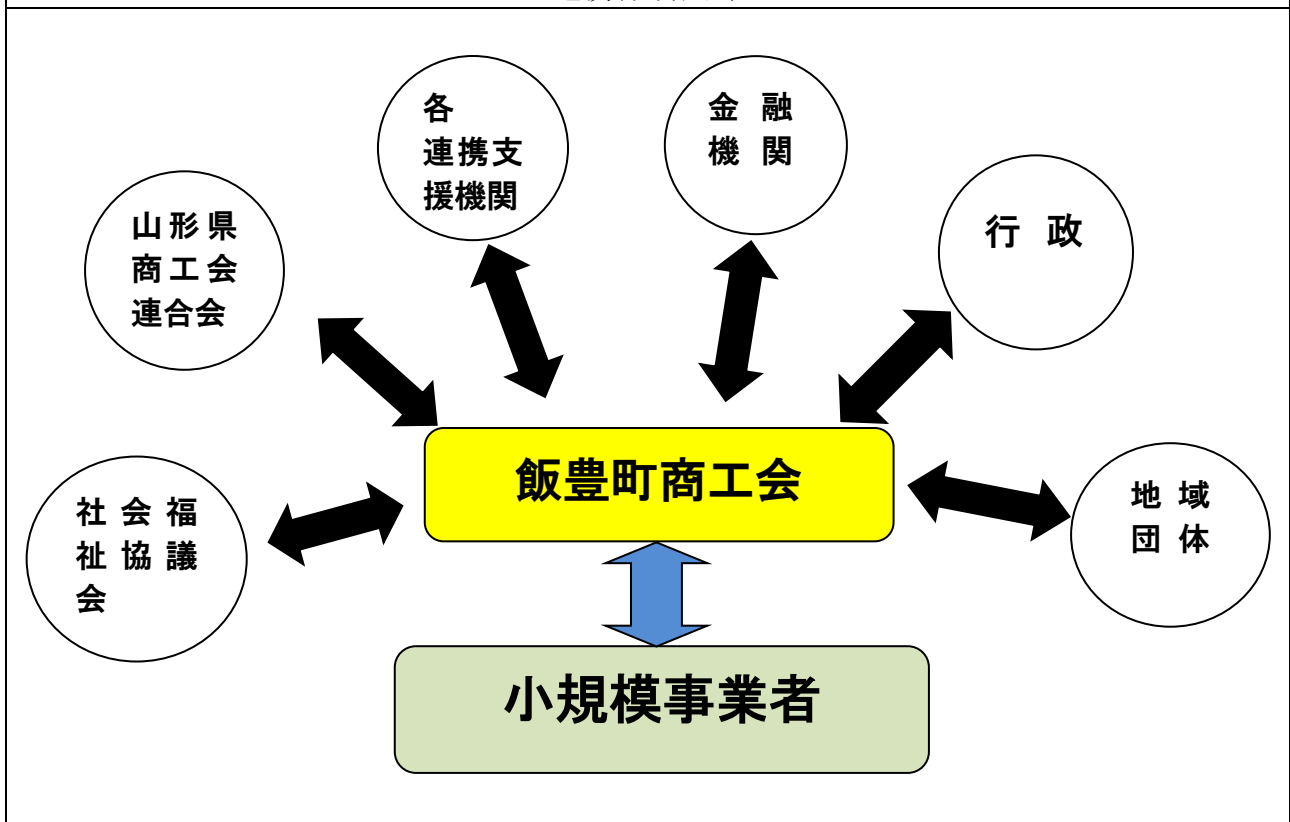 各
連携支
援機関
金融
機関
行政
山形県
商工会
連合会
飯豊町商工会
地域
団体
社会福
祉協議
会
小規模事業者